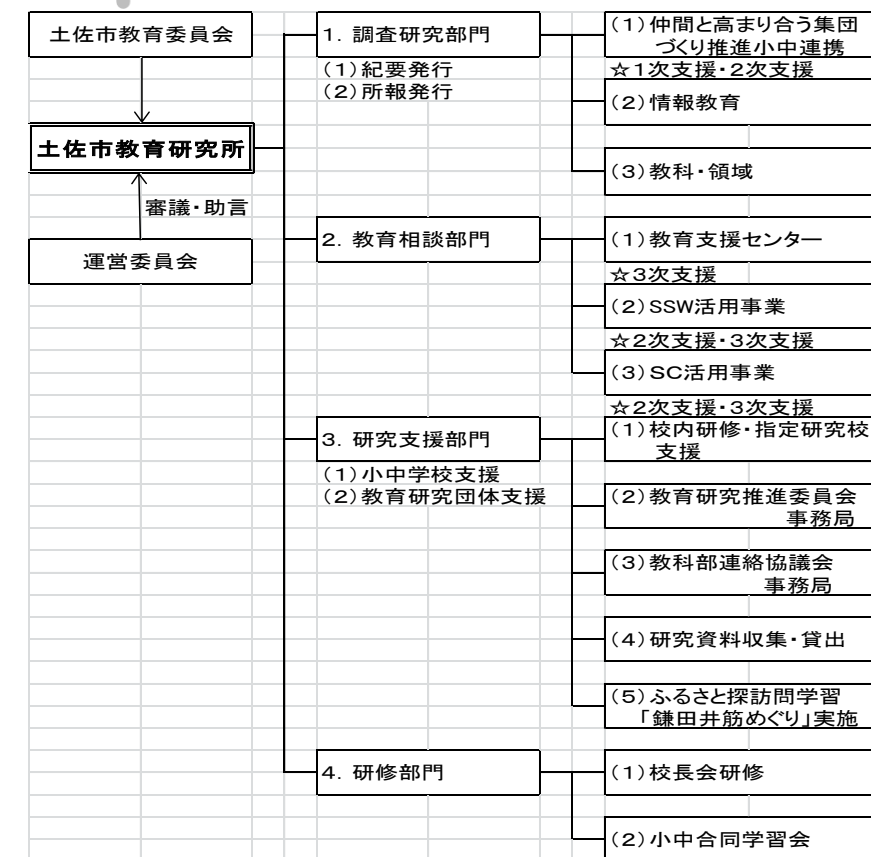 土佐市教育委員会
土佐市教育研究所
審議・助言
運営委員会
1．調査研究部門
(1)紀要発行
(2)所報発行
(1)仲間と高まり合う集団
づくり推進小中連携
☆1次支援・2次支援
(2)情報教育
(3)教科・領域
2．教育相談部門
(1)教育支援センター
☆3次支援
(2)SSW活用事業
☆2次支援・3次支援
(3)SC活用事業
☆2次支援・3次支援
3．研究支援部門
(1)小中学校支援
(2)教育研究団体支援
(1)校内研修・指定研究校
支援
(2)教育研究推進委員会
事務局
(3)教科部連絡協議会
事務局
(4)研究資料収集・貸出
(5)ふるさと探訪問学習
「鎌田井筋めぐり」実施
4．研修部門
(1)校長会研修
(2)小中合同学習会